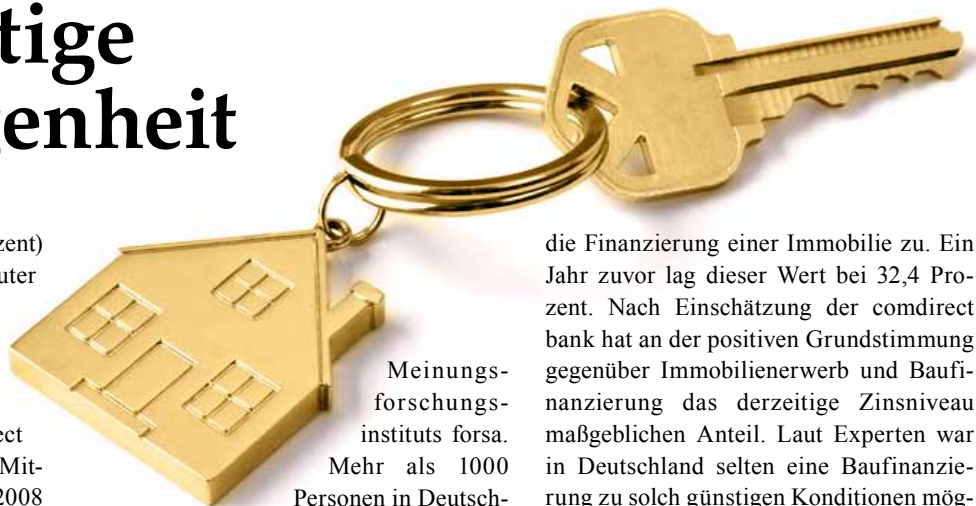 tige
enheit
zent)
uter
ect
Mit-
2008
Meinungs-
forschungs-
instituts forsa.
Mehr als 1000
Personen in Deutsch-
die Finanzierung einer Immobilie zu. Ein
Jahr zuvor lag dieser Wert bei 32,4 Pro-
zent. Nach Einschätzung der comdirect
bank hat an der positiven Grundstimmung
gegenüber Immobilienerwerb und Baufi-
nanzierung das derzeitige Zinsniveau
maßgeblichen Anteil. Laut Experten war
in Deutschland selten eine Baufinanzie-
rung zu solch günstigen Konditionen mög-